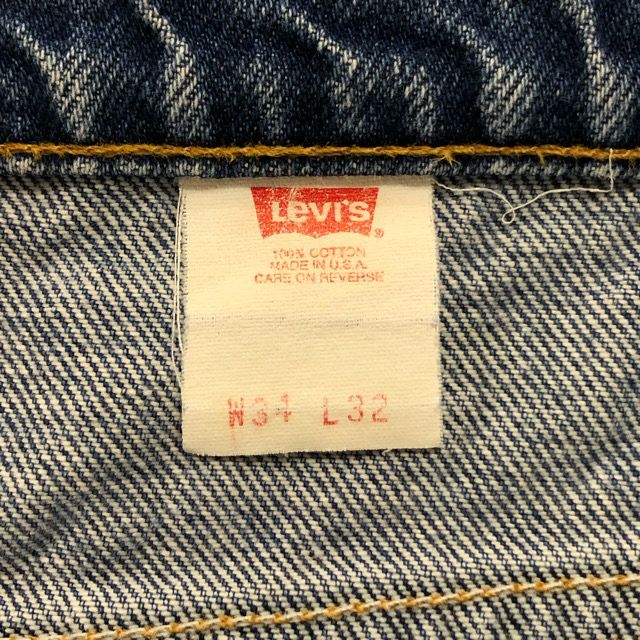 Levi's
®
100% COTTON
MADE IN U.S.A.
CARE ON REVERSE
W34 L32